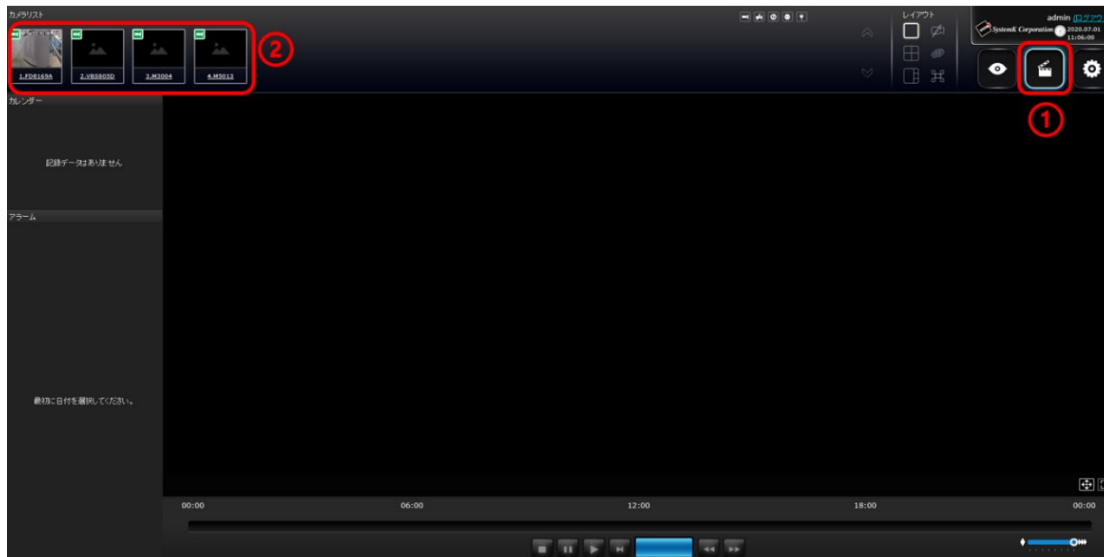 カメラリスト
レイアウト
admin (ログアウ
SystemK Corporation
2020.07.01
11:06:00
②
1.FD8169A
2.VB5803D
3.M3004
4.M5013
①
カレンダー
記録データはありません
アラーム
最初に日付を選択してください。
00:00
06:00
12:00
18:00
00:00